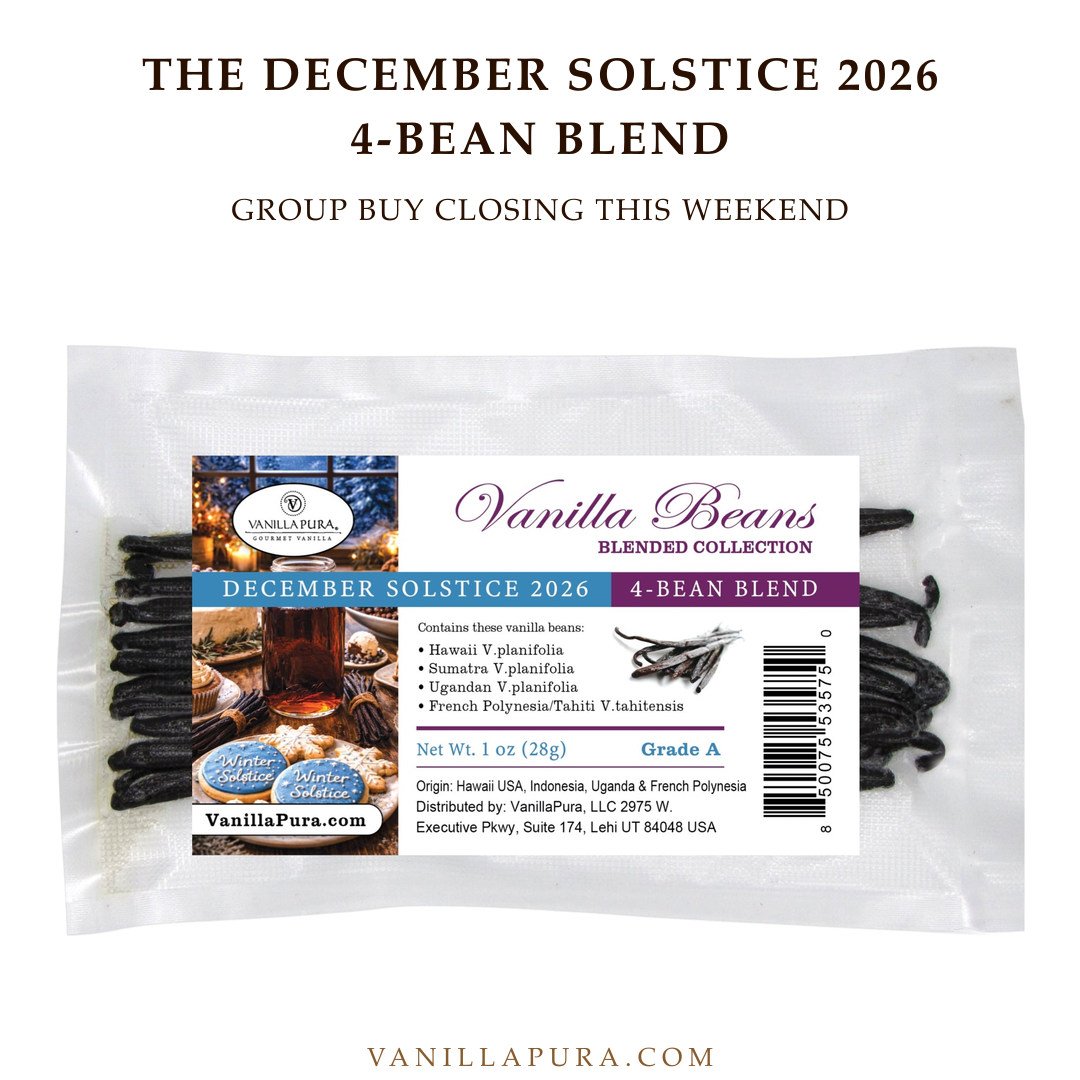 THE DECEMBER SOLSTICE 2026
4-BEAN BLEND
GROUP BUY CLOSING THIS WEEKEND
V
VANILLAPURA®
GOURMET VANILLA
Vanilla Beans
BLENDED COLLECTION
DECEMBER SOLSTICE 2026
4-BEAN BLEND
Contains these vanilla beans:
• Hawaii V.planifolia
• Sumatra V.planifolia
• Ugandan V.planifolia
• French Polynesia/Tahiti V.tahitensis
Net Wt. 1 oz (28g)
Grade A
Origin: Hawaii USA, Indonesia, Uganda & French Polynesia
Distributed by: VanillaPura, LLC 2975 W.
Executive Pkwy, Suite 174, Lehi UT 84048 USA
Winter
Solstice
Winter
Solstice
VanillaPura.com
8 50075 53575 0
VANILLAPURA.COM